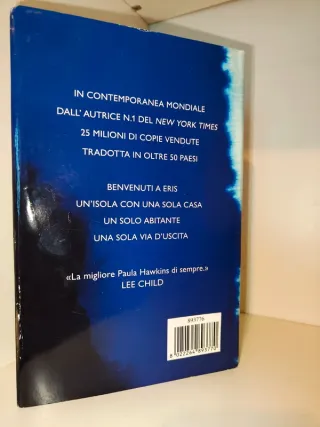 IN CONTEMPORANEA MONDIALE
DALL' AUTRICE N.1 DEL NEW YORK TIMES
25 MILIONI DI COPIE VENDUTE
TRADOTTA IN OLTRE 50 PAESI
BENVENUTI A ERIS
UN'ISOLA CON UNA SOLA CASA
UN SOLO ABITANTE
UNA SOLA VIA D'USCITA
«La migliore Paula Hawkins di sempre.»
LEE CHILD
893776